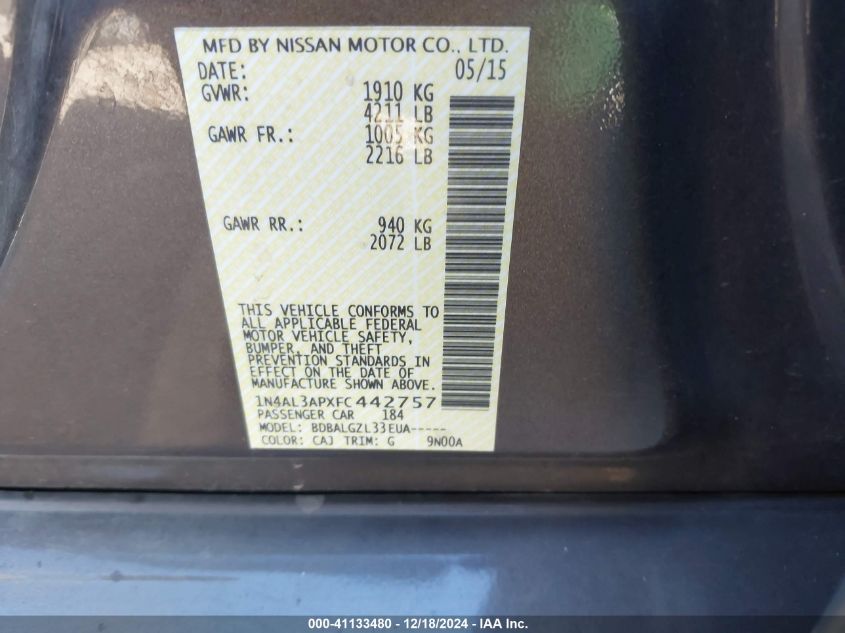 MFD BY NISSAN MOTOR CO., LTD.
DATE: 05/15
GVWR: 1910 KG
4211 LB
GAWR FR.: 1005 KG
2216 LB
GAWR RR.: 940 KG
2072 LB
THIS VEHICLE CONFORMS TO
ALL APPLICABLE FEDERAL
MOTOR VEHICLE SAFETY,
BUMPER, AND THEFT
PREVENTION STANDARDS IN
EFFECT ON THE DATE OF
MANUFACTURE SHOWN ABOVE.
1N4AL3APXFC442757
PASSENGER CAR 184
MODEL: BDBALGZL33EUA-----
COLOR: CAJ TRIM: G 9N00A
000-41133480 - 12/18/2024 - IAA Inc.